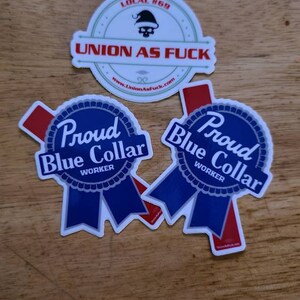 LOCAL #69
UNION AS FUCK
www.UnionAsFuck.com
Proud
Blue Collar
WORKER
Proud
Blue Collar
WORKER